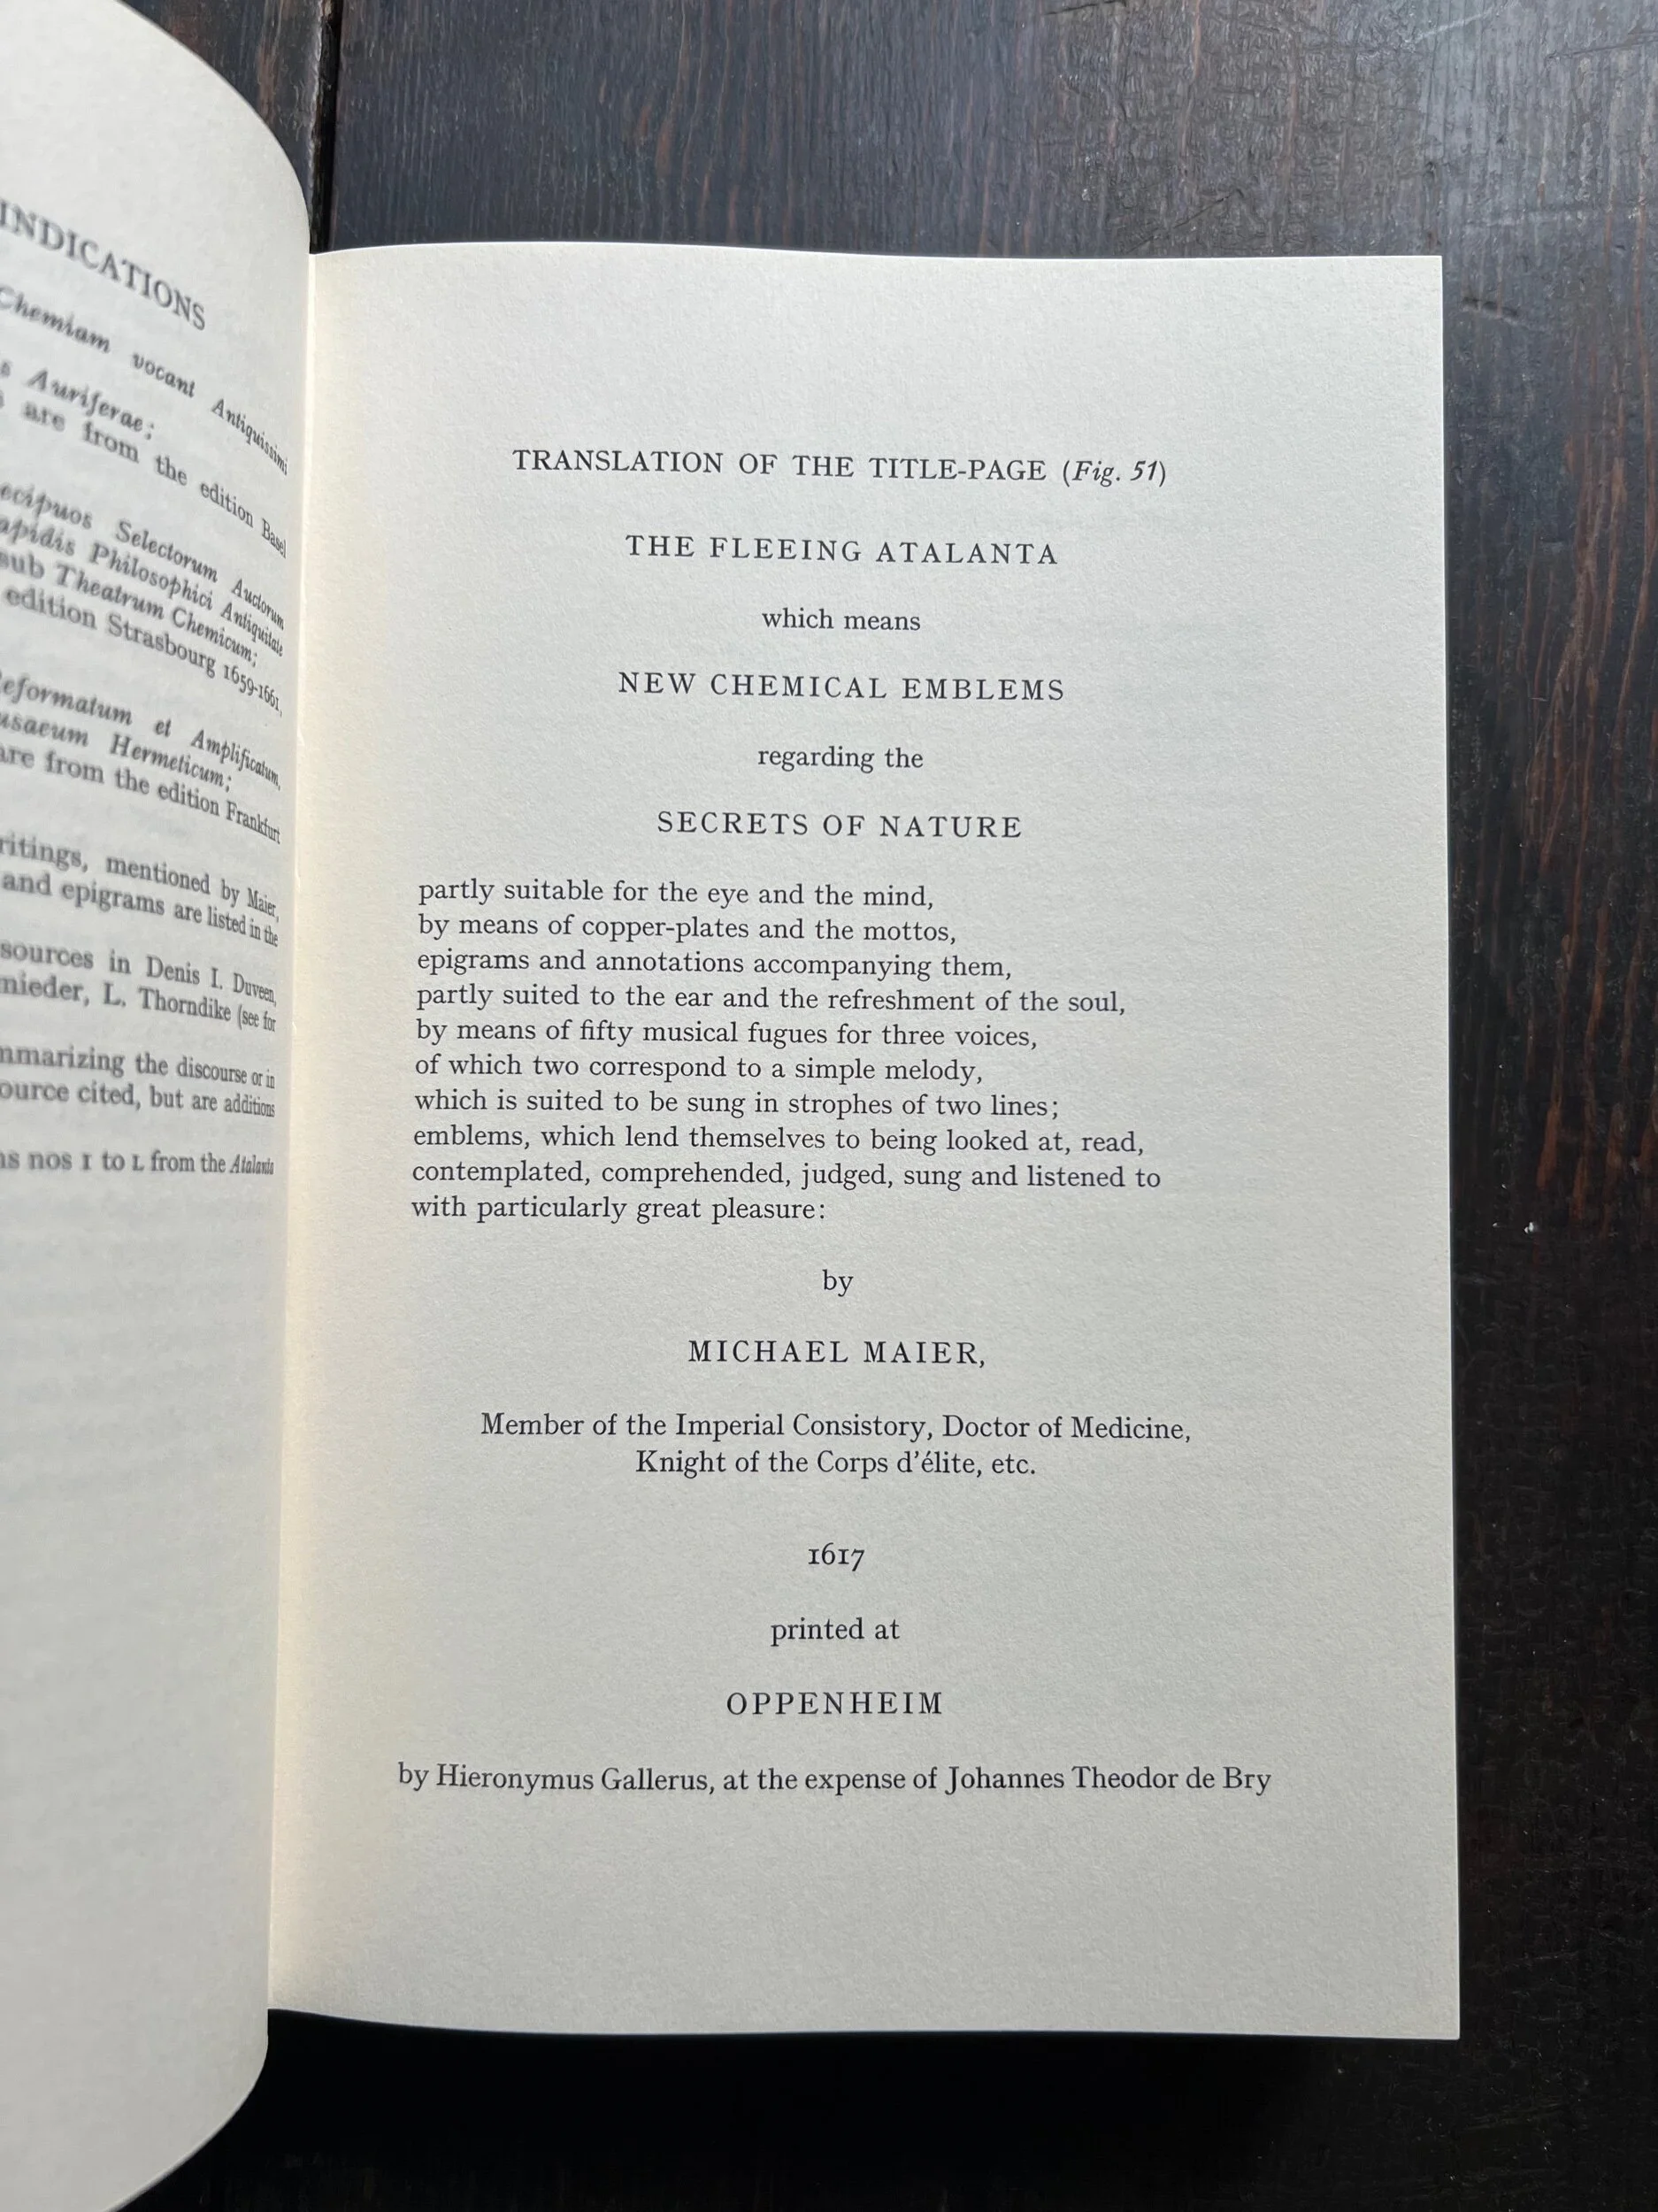 INDICATIONS
Chemiam vocant Antiquissimi
Auriferae;
are from the edition Basel
Selectorum Auctorum
Philosophici Antiquitate
sub Theatrum Chemicum;
edition Strasbourg 1659-1661,
et Amplificatum,
Hermeticum;
are from the edition Frankfurt
mentioned by Maier,
and epigrams are listed in the
sources in Denis I. Duveen,
L. Thorndike (see for
the discourse or in
cited, but are additions
nos I to L from the Atalanta
TRANSLATION OF THE TITLE-PAGE (Fig. 51)
THE FLEEING ATALANTA
which means
NEW CHEMICAL EMBLEMS
regarding the
SECRETS OF NATURE
partly suitable for the eye and the mind,
by means of copper-plates and the mottos,
epigrams and annotations accompanying them,
partly suited to the ear and the refreshment of the soul,
by means of fifty musical fugues for three voices,
of which two correspond to a simple melody,
which is suited to be sung in strophes of two lines;
emblems, which lend themselves to being looked at, read,
contemplated, comprehended, judged, sung and listened to
with particularly great pleasure:
by
MICHAEL MAIER,
Member of the Imperial Consistory, Doctor of Medicine,
Knight of the Corps d'élite, etc.
1617
printed at
OPPENHEIM
by Hieronymus Gallerus, at the expense of Johannes Theodor de Bry